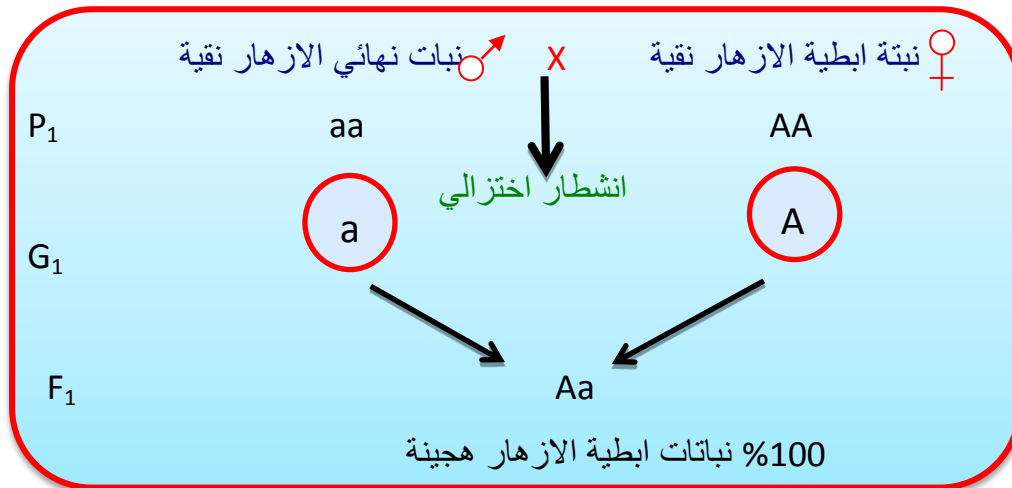 نبتة ابطية الازهار نقية X نبات نهائي الازهار نقية
P₁ aa AA
انشطار اختزالي
G₁ a A
F₁ Aa
100% نباتات ابطية الازهار هجينة